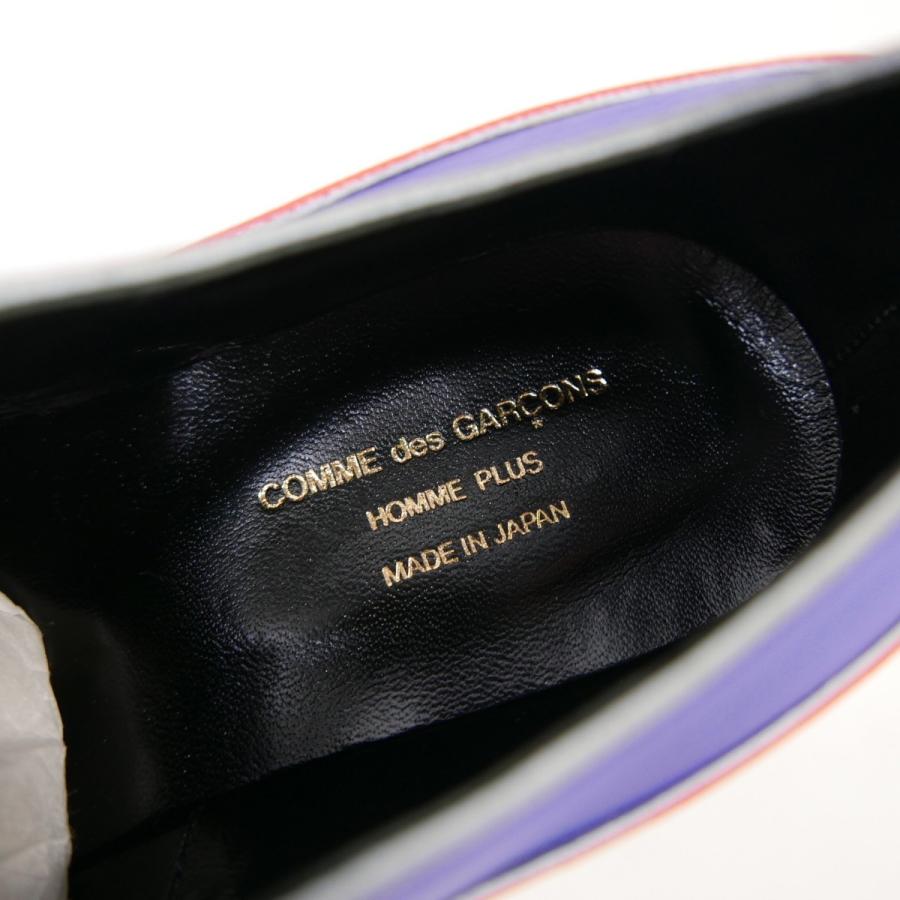 COMME des GARÇONS
*
HOMME PLUS
MADE IN JAPAN